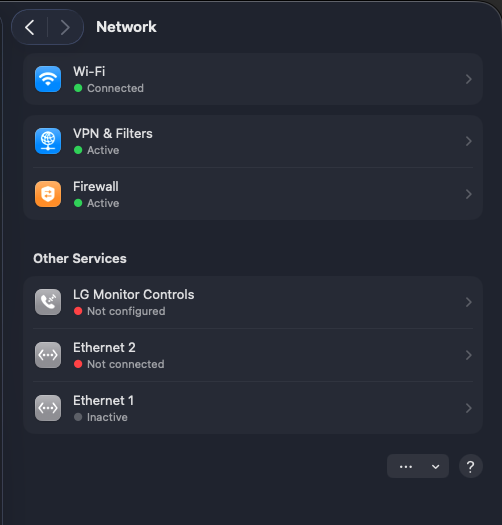 Network
Wi-Fi
Connected
VPN & Filters
Active
Firewall
Active
Other Services
LG Monitor Controls
Not configured
Ethernet 2
Not connected
Ethernet 1
Inactive
... 
?